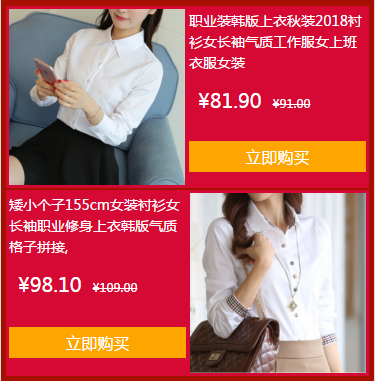 职业装韩版上衣秋装2018衬
衫女长袖气质工作服女上班
衣服女装
¥81.90 ¥91.00
立即购买
矮小个子155cm女装衬衫女
长袖职业修身上衣韩版气质
格子拼接,
¥98.10 ¥109.00
立即购买